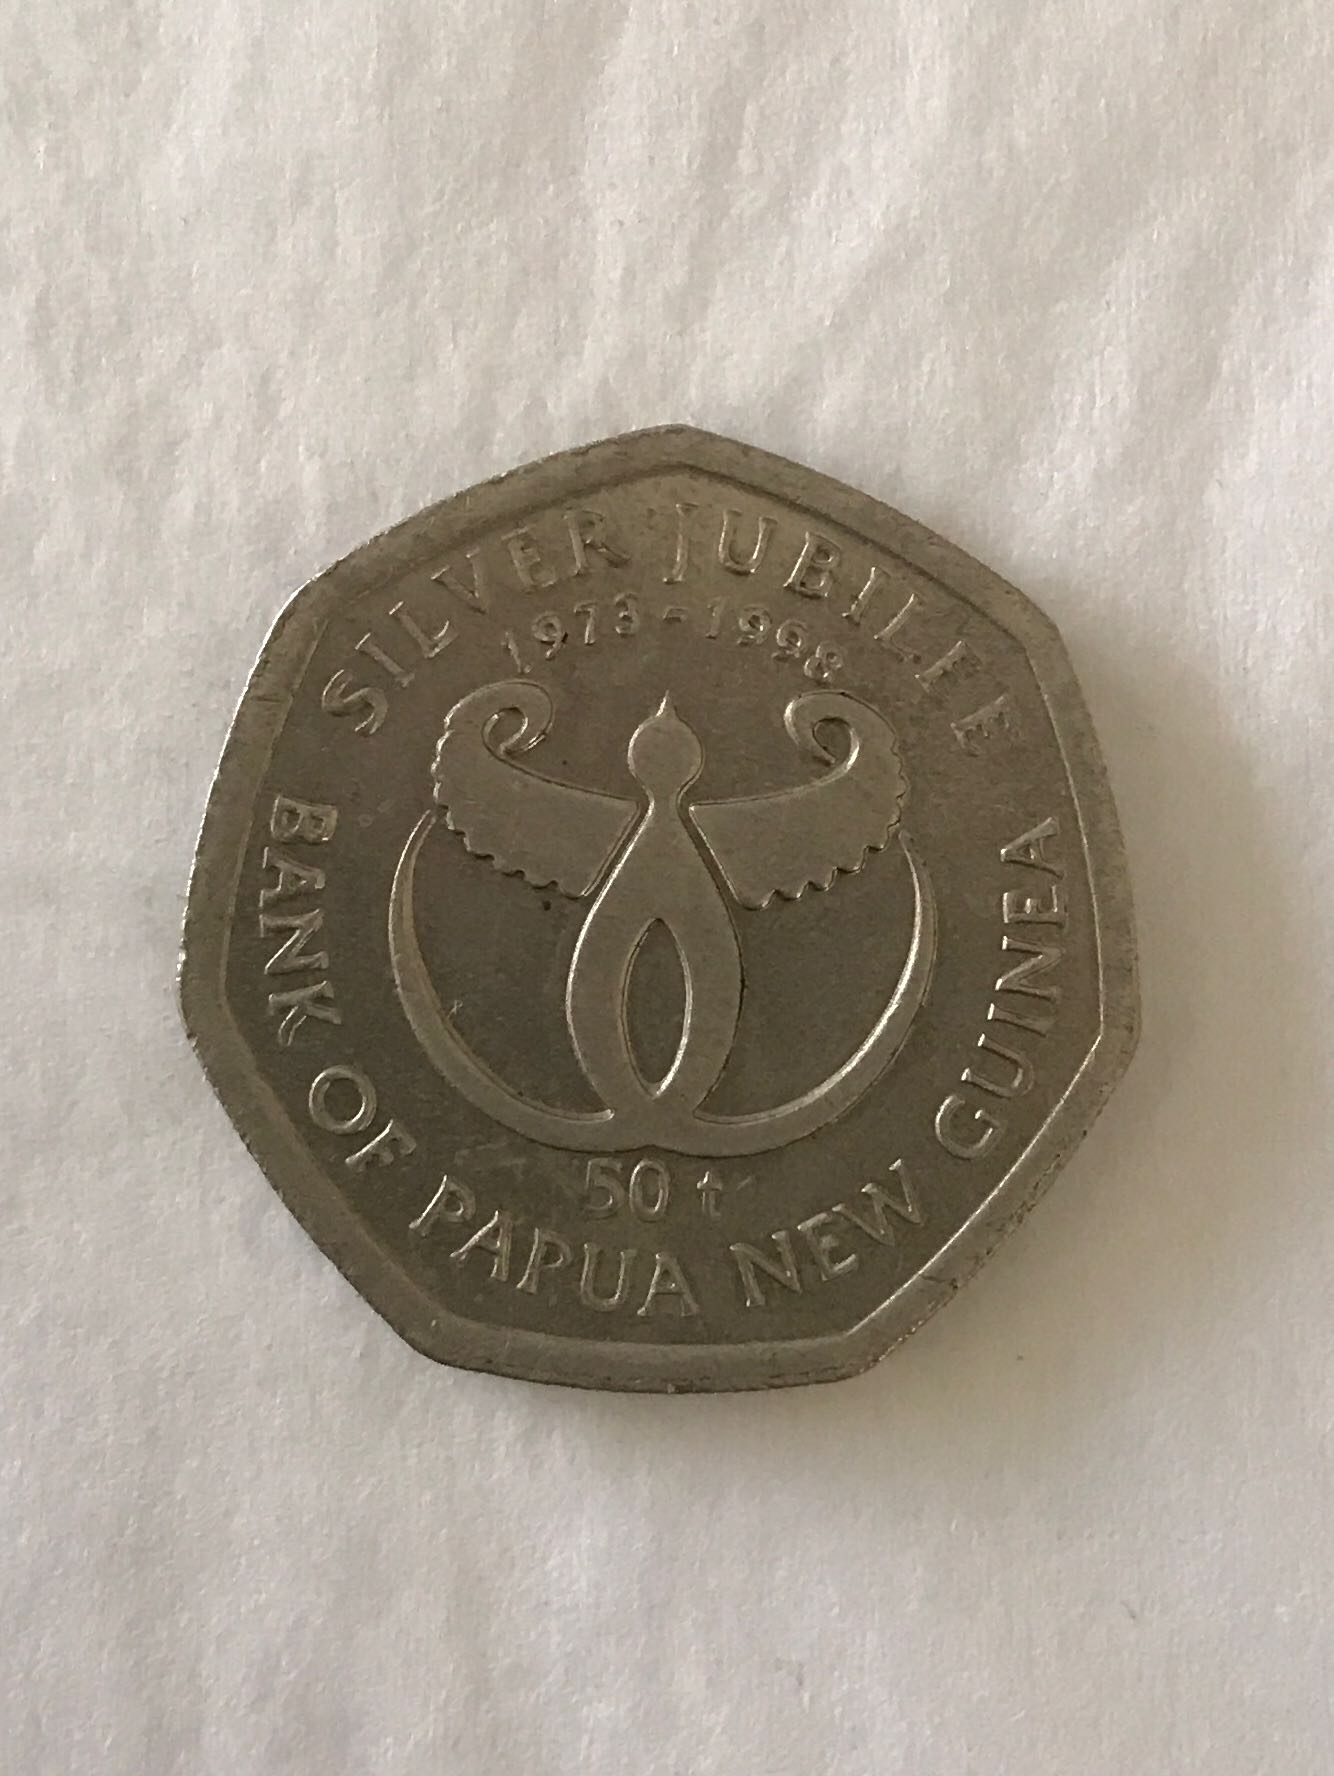 SILVER JUBILEE
1973-1998
50 t
BANK OF PAPUA NEW GUINEA